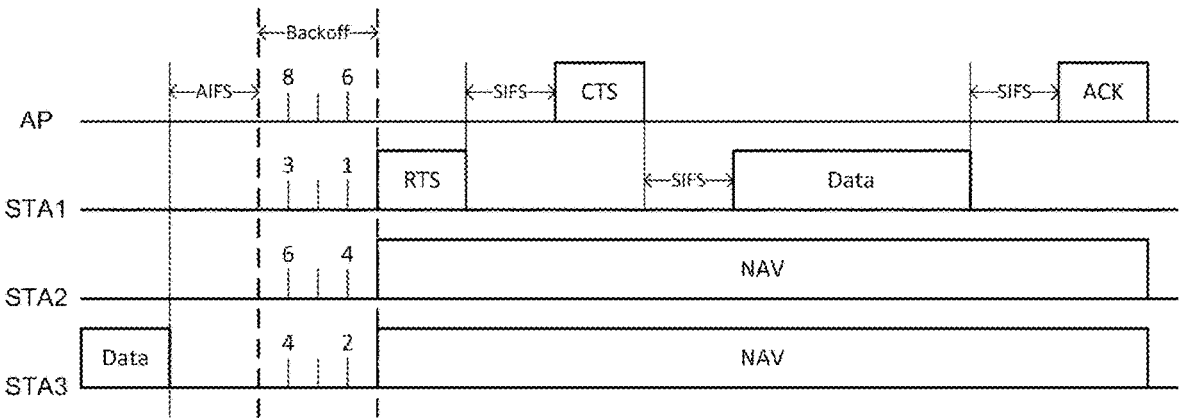 Backoff
AIFS 8 6 SIFS CTS SIFS ACK
AP
3 1 RTS SIFS Data
STA1
6 4 NAV
STA2
Data 4 2 NAV
STA3